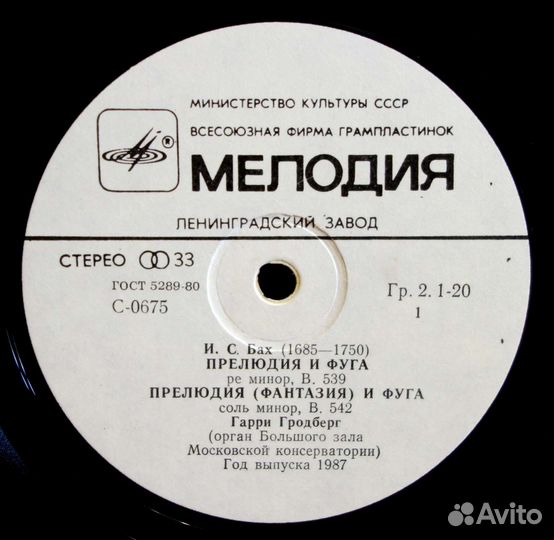 МИНИСТЕРСТВО КУЛЬТУРЫ СССР
ВСЕСОЮЗНАЯ ФИРМА ГРАМПЛАСТИНОК
®
МЕЛОДИЯ
ЛЕНИНГРАДСКИЙ ЗАВОД
СТЕРЕО 33
ГОСТ 5289-80
С-0675
Гр. 2. 1-20
1
И. С. Бах (1685—1750)
ПРЕЛЮДИЯ И ФУГА
ре минор, В. 539
ПРЕЛЮДИЯ (ФАНТАЗИЯ) И ФУГА
соль минор, В. 542
Гарри Гродберг
(орган Большого зала
Московской консерватории)
Год выпуска 1987
Avito